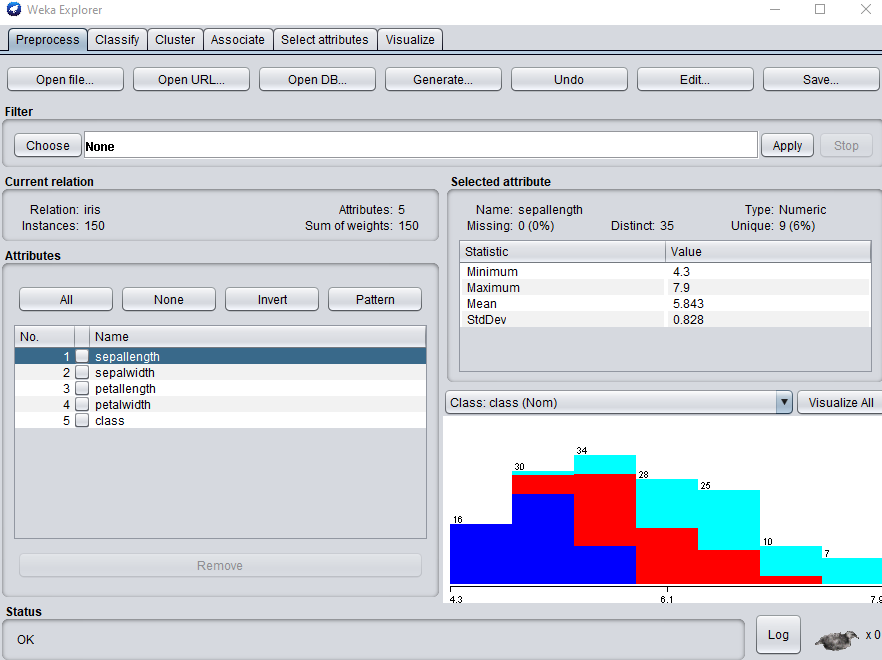 Weka Explorer
Preprocess Classify Cluster Associate Select attributes Visualize
Open file... Open URL... Open DB... Generate... Undo Edit... Save...
Filter
Choose None Apply Stop
Current relation
Relation: iris Attributes: 5
Instances: 150 Sum of weights: 150
Attributes
All None Invert Pattern
No. Name
1 sepallength
2 sepalwidth
3 petallength
4 petalwidth
5 class
Remove
Selected attribute
Name: sepallength Type: Numeric
Missing: 0 (0%) Distinct: 35 Unique: 9 (6%)
Statistic Value
Minimum 4.3
Maximum 7.9
Mean 5.843
StdDev 0.828
Class: class (Nom) Visualize All
16 30 34 28 25 10 7
4.3 6.1 7.9
Status
OK Log x 0